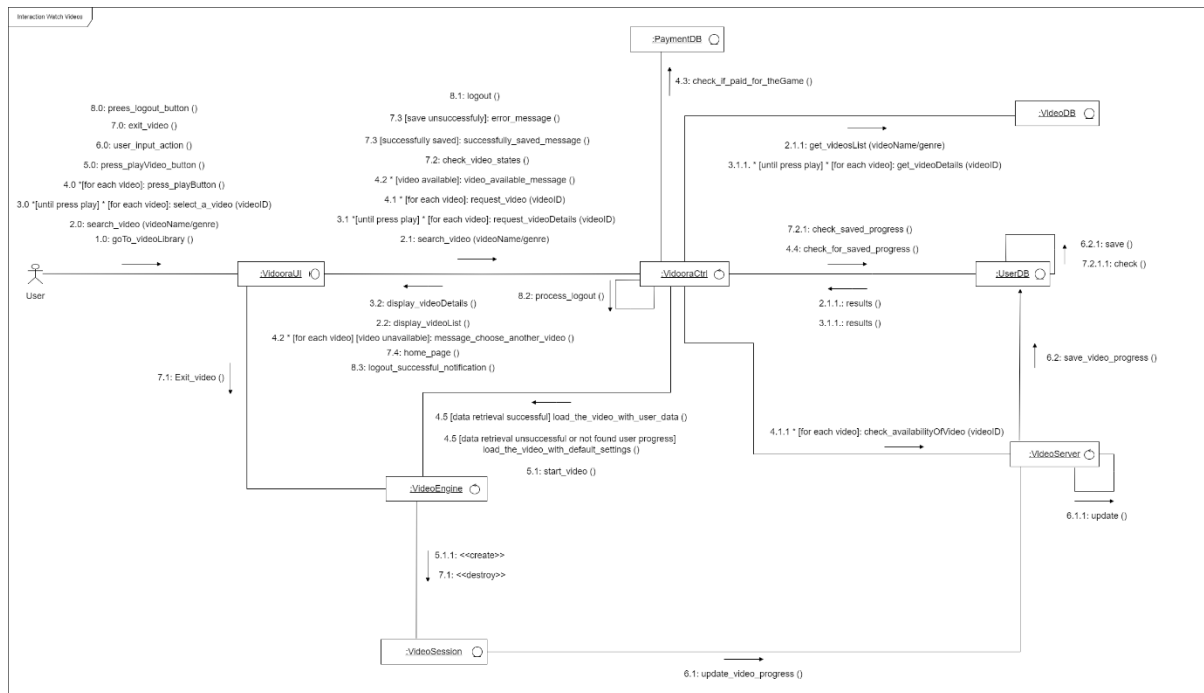 Interaction Watch Videos
:PaymentDB
4.3: check_if_paid_for_theGame ()
8.0: prees_logout_button ()
7.0: exit_video ()
6.0: user_input_action ()
5.0: press_playVideo_button ()
4.0 *[for each video]: press_playButton ()
3.0 *[until press play] * [for each video]: select_a_video (videoID)
2.0: search_video (videoName/genre)
1.0: goTo_videoLibrary ()
8.1: logout ()
7.3 [save unsuccessfuly]: error_message ()
7.3 [successfully saved]: successfully_saved_message ()
7.2: check_video_states ()
4.2 * [video available]: video_available_message ()
4.1 * [for each video]: request_video (videoID)
3.1 *[until press play] * [for each video]: request_videoDetails (videoID)
2.1: search_video (videoName/genre)
:VideoDB
2.1.1: get_videosList (videoName/genre)
3.1.1. * [until press play] * [for each video]: get_videoDetails (videoID)
7.2.1: check_saved_progress ()
4.4: check_for_saved_progress ()
6.2.1: save ()
7.2.1.1: check ()
User
:VidooraUI
:VidooraCtrl
:UserDB
8.2: process_logout ()
2.1.1.: results ()
3.1.1.: results ()
3.2: display_videoDetails ()
2.2: display_videoList ()
4.2 * [for each video] [video unavailable]: message_choose_another_video ()
7.4: home_page ()
8.3: logout_successful_notification ()
6.2: save_video_progress ()
7.1: Exit_video ()
4.5 [data retrieval successful] load_the_video_with_user_data ()
4.5 [data retrieval unsuccessful or not found user progress]
load_the_video_with_default_settings ()
5.1: start_video ()
4.1.1 * [for each video]: check_availabilityOfVideo (videoID)
:VideoServer
:VideoEngine
6.1.1: update ()
5.1.1: <<create>>
7.1: <<destroy>>
:VideoSession
6.1: update_video_progress ()